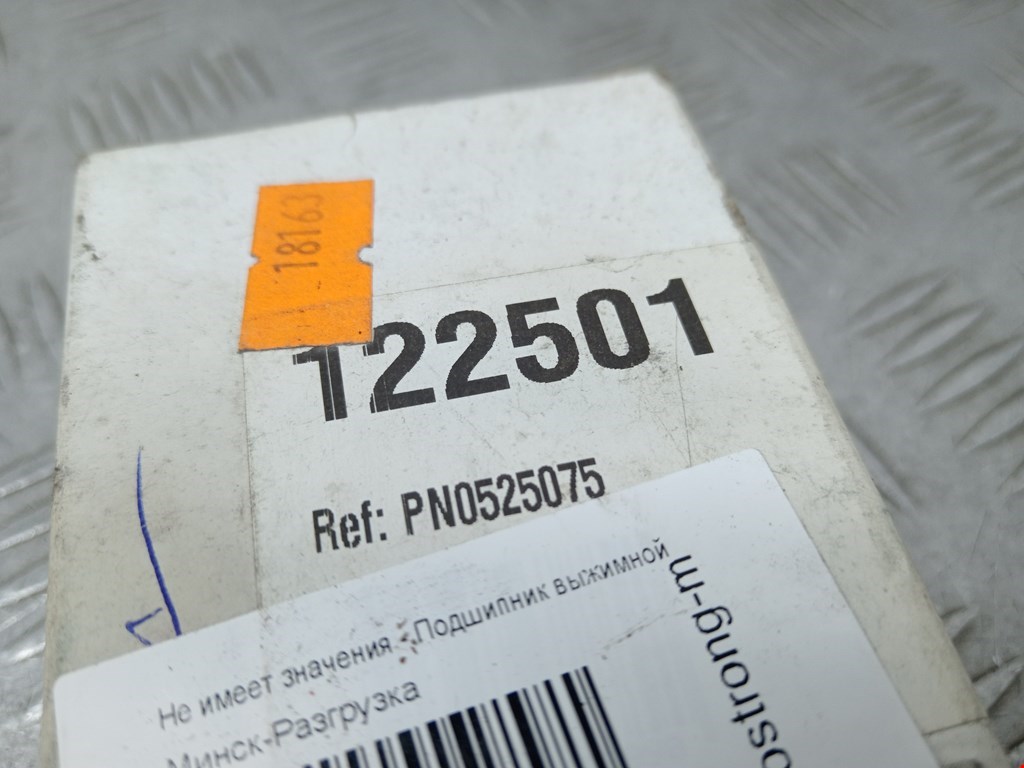 18163
122501
Ref: PN0525075
Не имеет значения - Подшипник выжимной
Минск-Разгрузка
ostrong-m